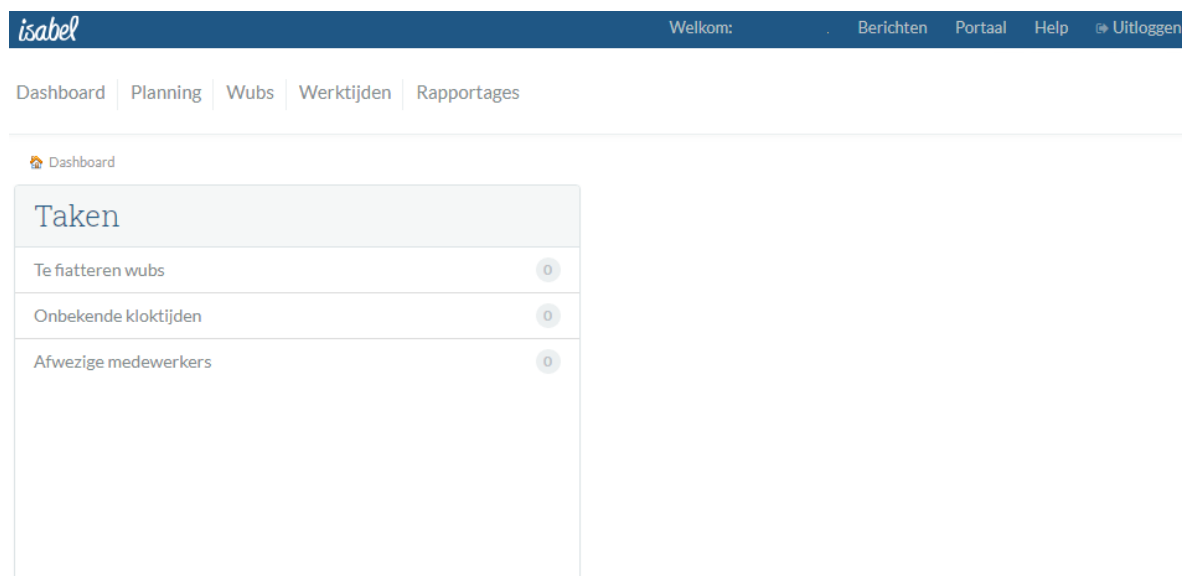 isabel Welkom: . Berichten Portaal Help Uitloggen
Dashboard Planning Wubs Werktijden Rapportages
Dashboard
Taken
Te fiatteren wubs 0
Onbekende kloktijden 0
Afwezige medewerkers 0